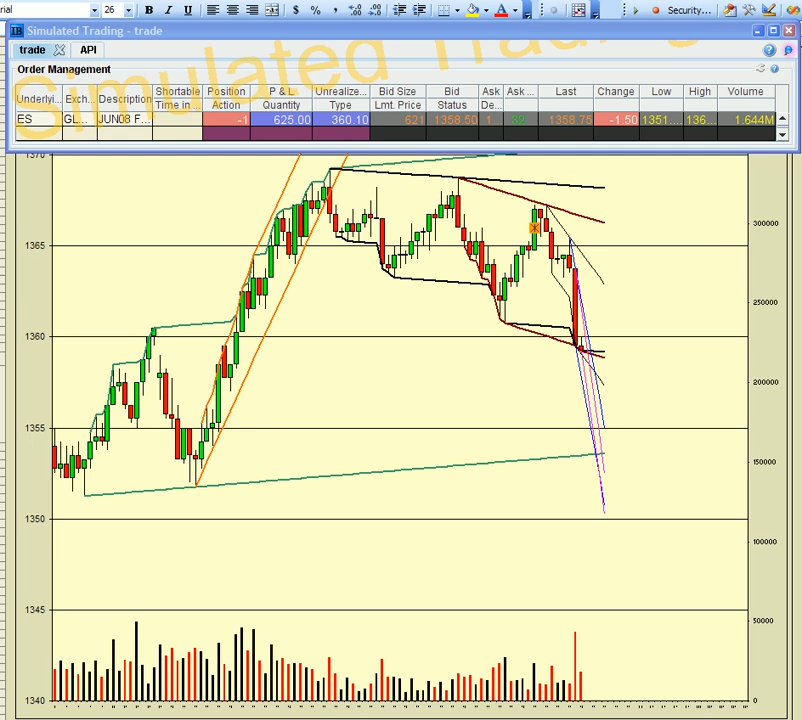 rial 26 B I U $ % Security...
Simulated Trading - trade
trade API
Simulated Trading
Order Management
Underlyi... Exch... Description Shortable Time in ... Position Action P & L Quantity Unrealize... Type Bid Size Lmt. Price Bid Status Ask De... Ask ... Last Change Low High Volume
ES GL... JUN08 F... -1 625.00 360.10 621 1358.50 1 1358.75 -1.50 1351.... 136... 1.644M
1370
1365
1360
1355
1350
1345
1340
300000
250000
200000
150000
100000
50000
0